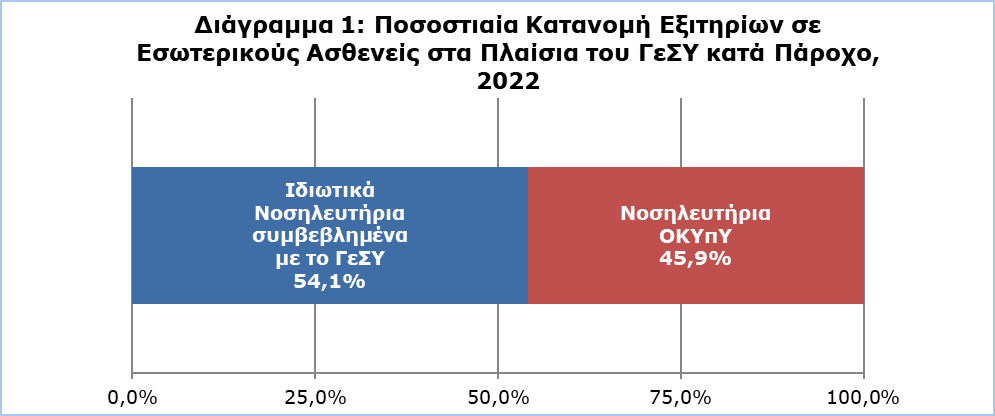 Διάγραμμα 1: Ποσοστιαία Κατανομή Εξιτηρίων σε
Εσωτερικούς Ασθενείς στα Πλαίσια του ΓεΣΥ κατά Πάροχο,
2022
Ιδιωτικά
Νοσηλευτήρια
συμβεβλημένα
με το ΓεΣΥ
54,1%
Νοσηλευτήρια
ΟΚΥπΥ
45,9%
0,0% 25,0% 50,0% 75,0% 100,0%